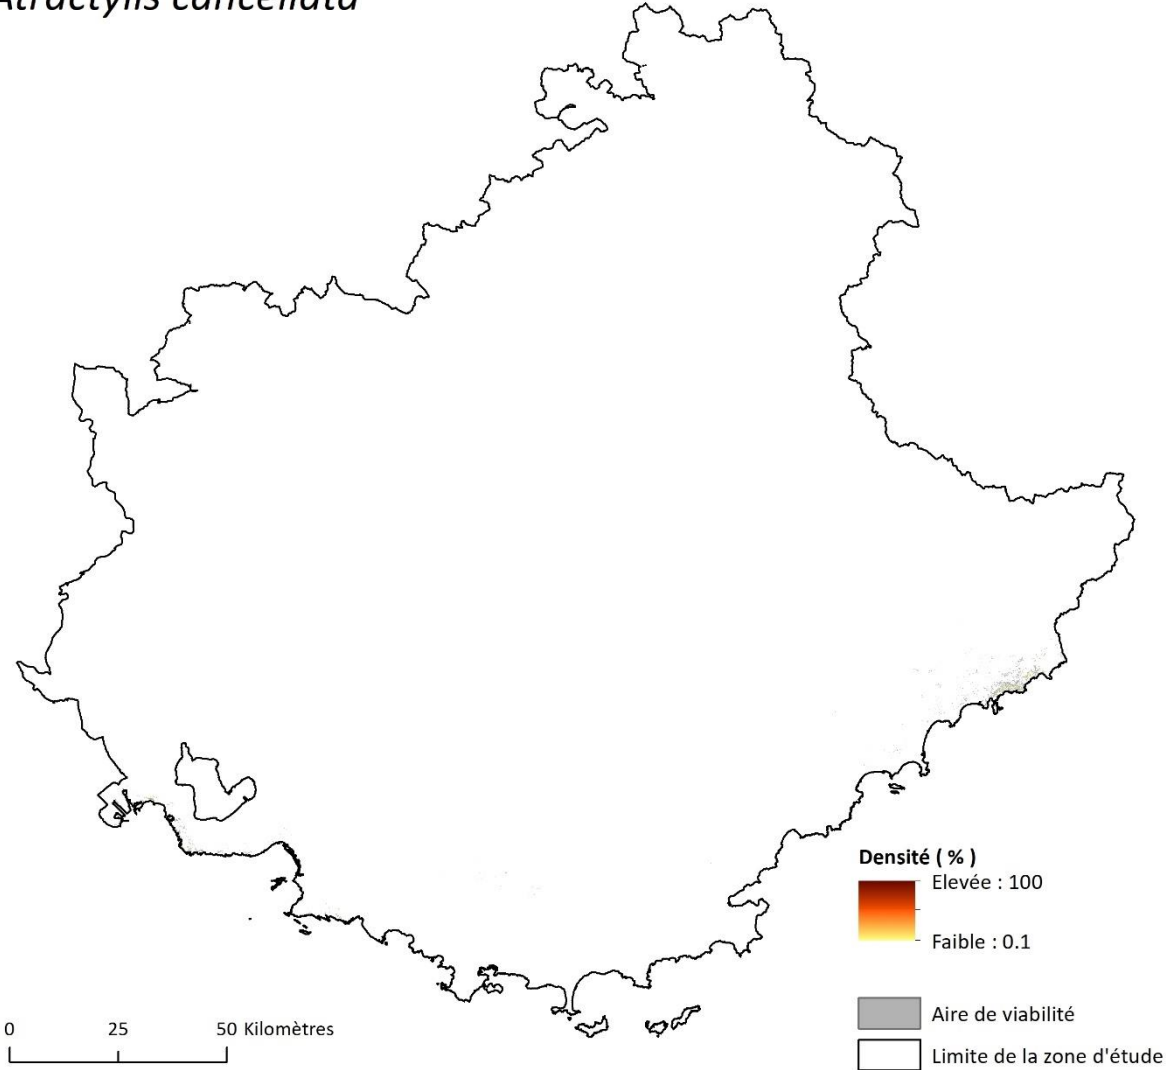 Atractylis cancellata
Densité ( % )
Elevée : 100
Faible : 0.1
Aire de viabilité
Limite de la zone d'étude
0 25 50 Kilomètres